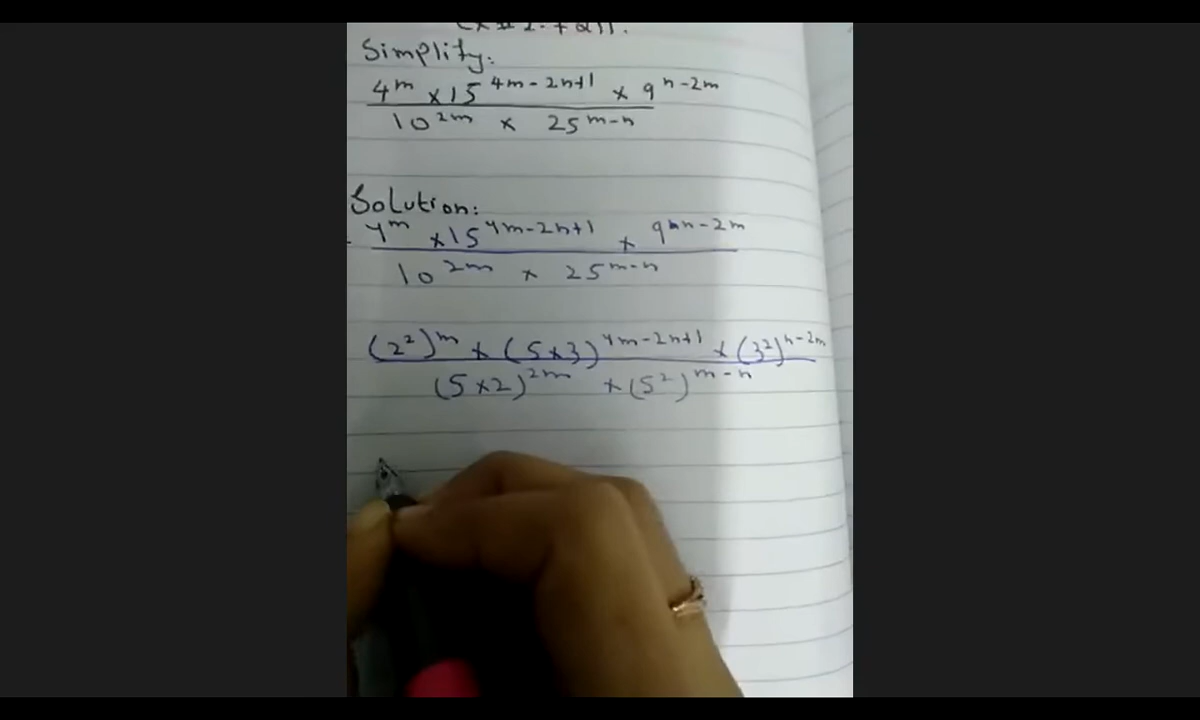 Simplify:
4^m × 15^4m-2n+1 × 9^n-2m
10^2m × 25^m-n
Solution:
4^m × 15^4m-2n+1 × 9^n-2m
10^2m × 25^m-n
(2²)^m × (5×3)^4m-2n+1 × (3²)^n-2m
(5×2)^2m × (5²)^m-n